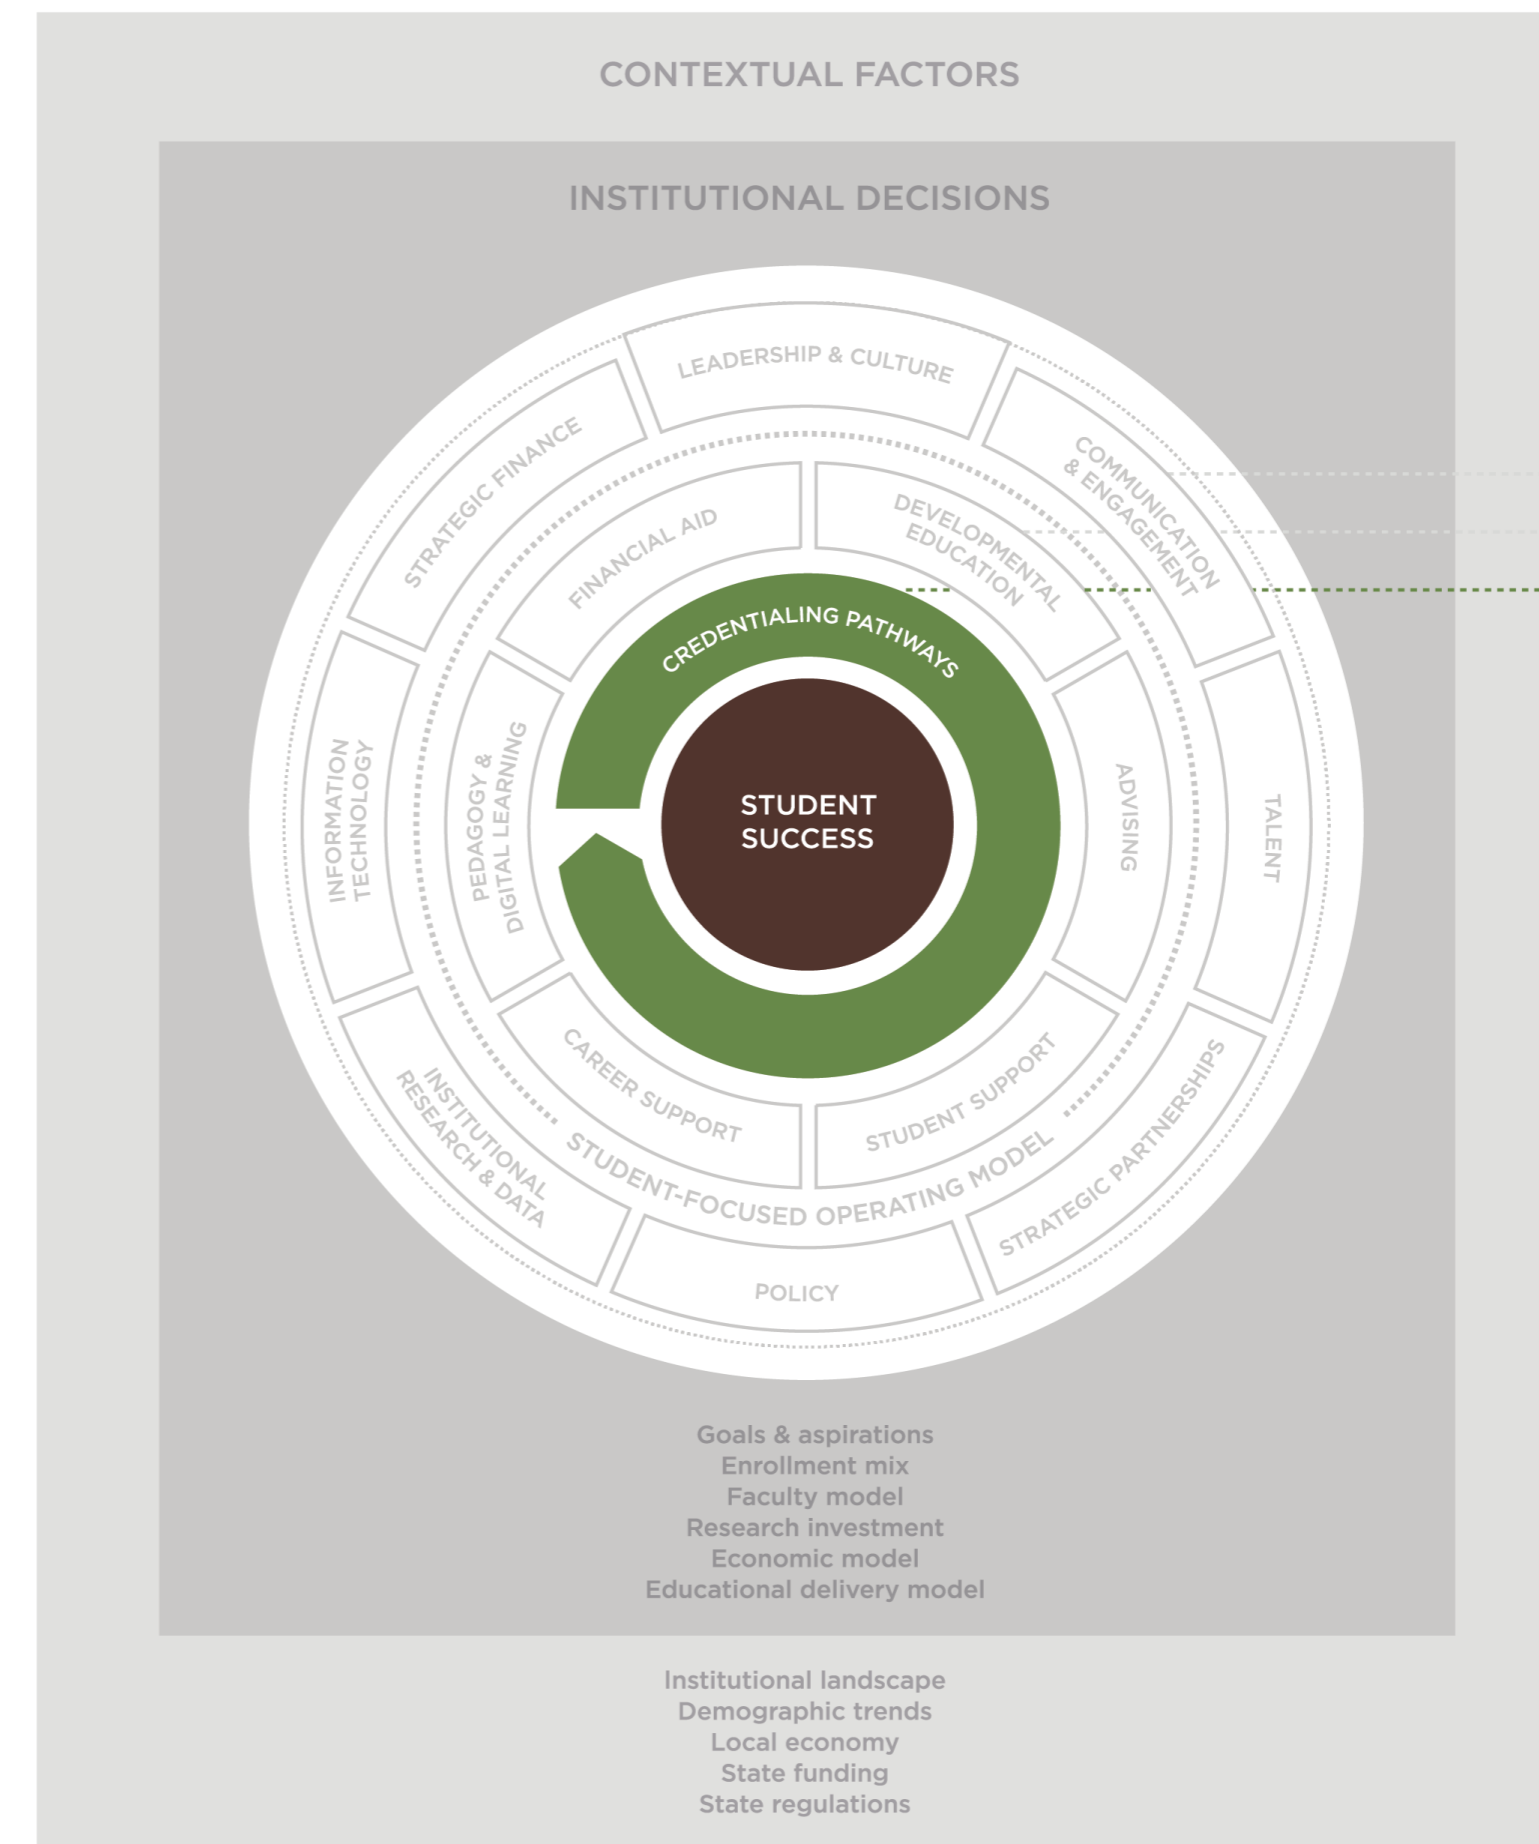 CONTEXTUAL FACTORS
INSTITUTIONAL DECISIONS
LEADERSHIP & CULTURE
STRATEGIC FINANCE
COMMUNICATION
& ENGAGEMENT
FINANCIAL AID
DEVELOPMENTAL
EDUCATION
CREDENTIALING PATHWAYS
INFORMATION
TECHNOLOGY
PEDAGOGY &
DIGITAL LEARNING
STUDENT
SUCCESS
ADVISING
TALENT
CAREER SUPPORT
STUDENT SUPPORT
INSTITUTIONAL
RESEARCH & DATA
STUDENT-FOCUSED OPERATING MODEL
STRATEGIC PARTNERSHIPS
POLICY
Goals & aspirations
Enrollment mix
Faculty model
Research investment
Economic model
Educational delivery model
Institutional landscape
Demographic trends
Local economy
State funding
State regulations